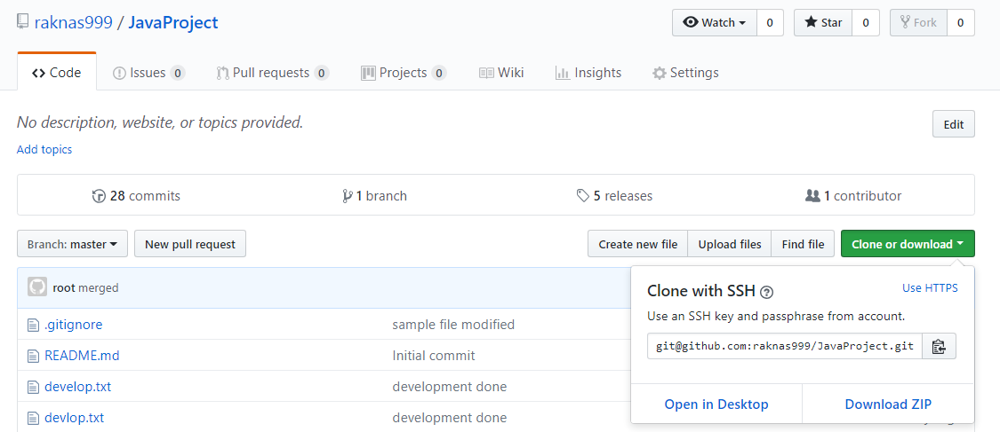 raknas999 / JavaProject
Watch 0 Star 0 Fork 0
Code Issues 0 Pull requests 0 Projects 0 Wiki Insights Settings
No description, website, or topics provided. Edit
Add topics
28 commits 1 branch 5 releases 1 contributor
Branch: master New pull request Create new file Upload files Find file Clone or download
root merged
Clone with SSH ? Use HTTPS
Use an SSH key and passphrase from account.
git@github.com:raknas999/JavaProject.git
Open in Desktop Download ZIP
.gitignore sample file modified
README.md Initial commit
develop.txt development done
devlop.txt development done